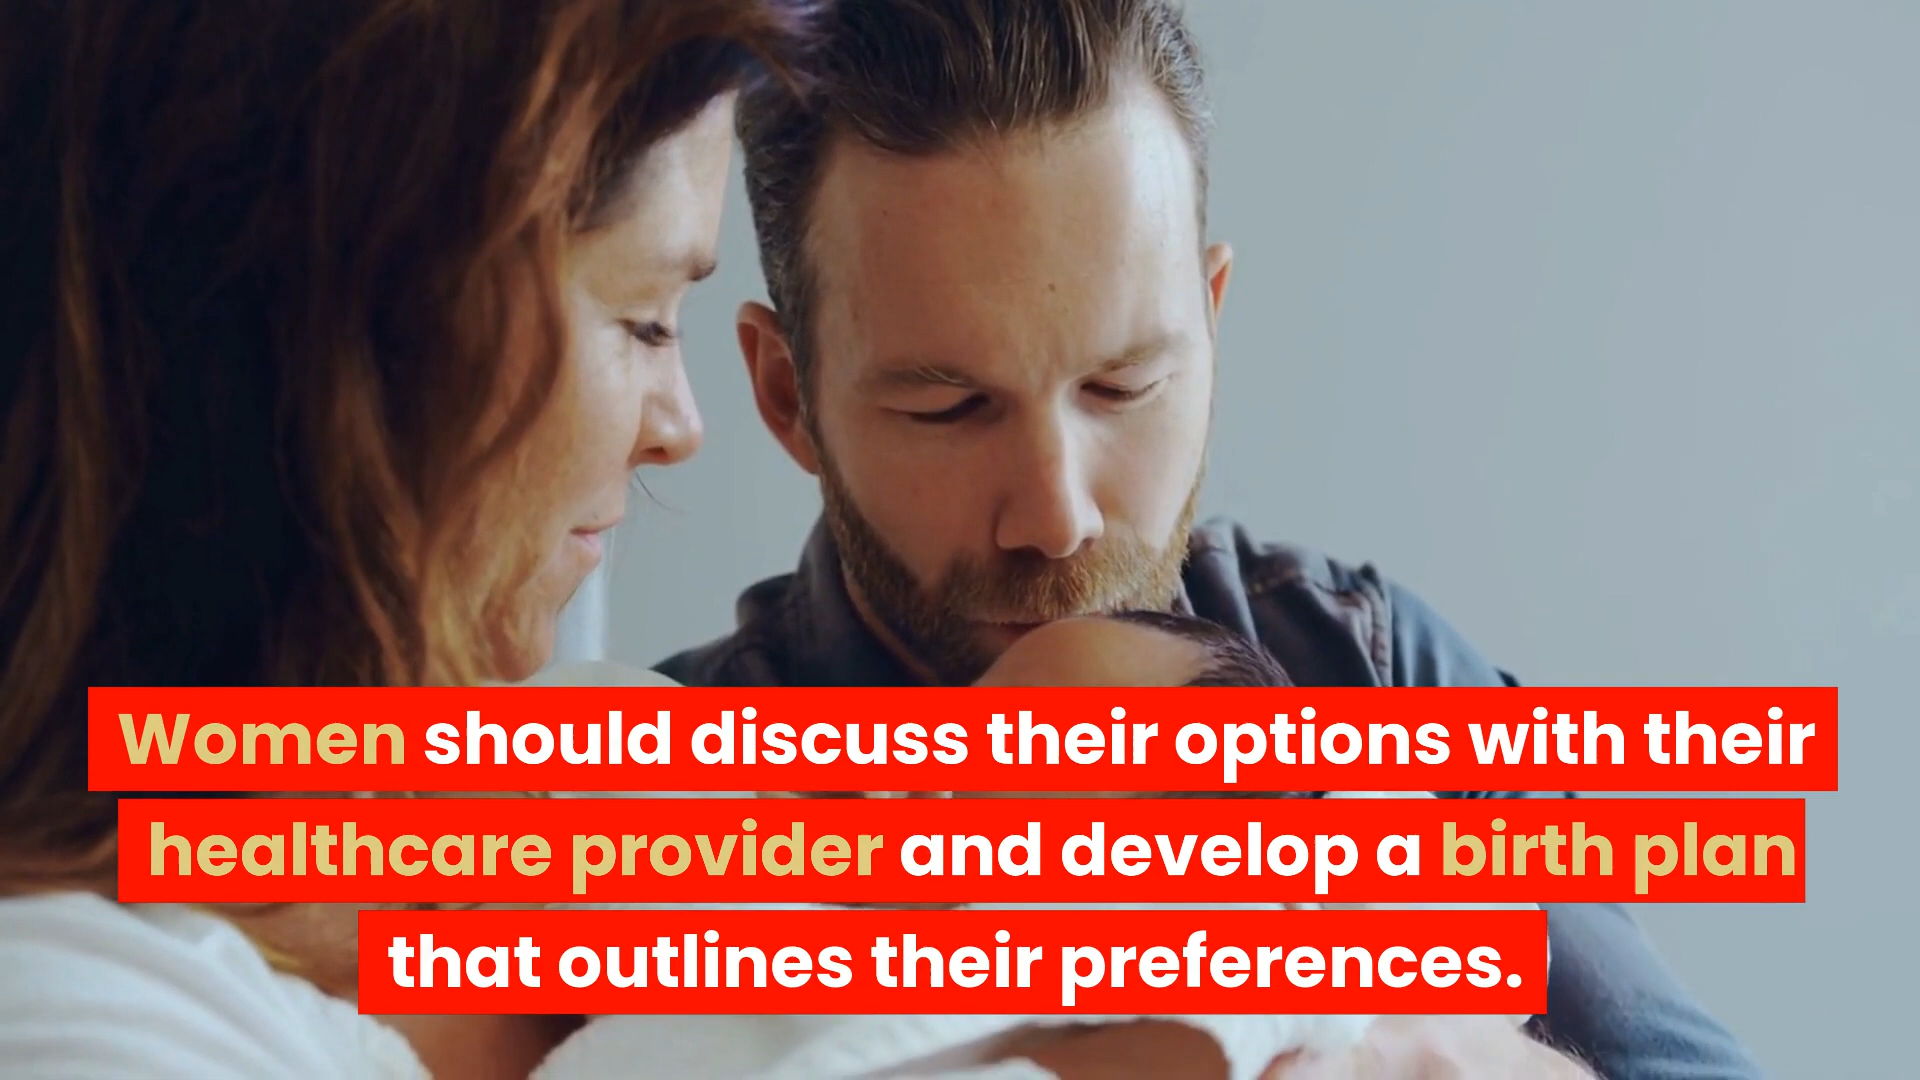 Women should discuss their options with their
healthcare provider and develop a birth plan
that outlines their preferences.